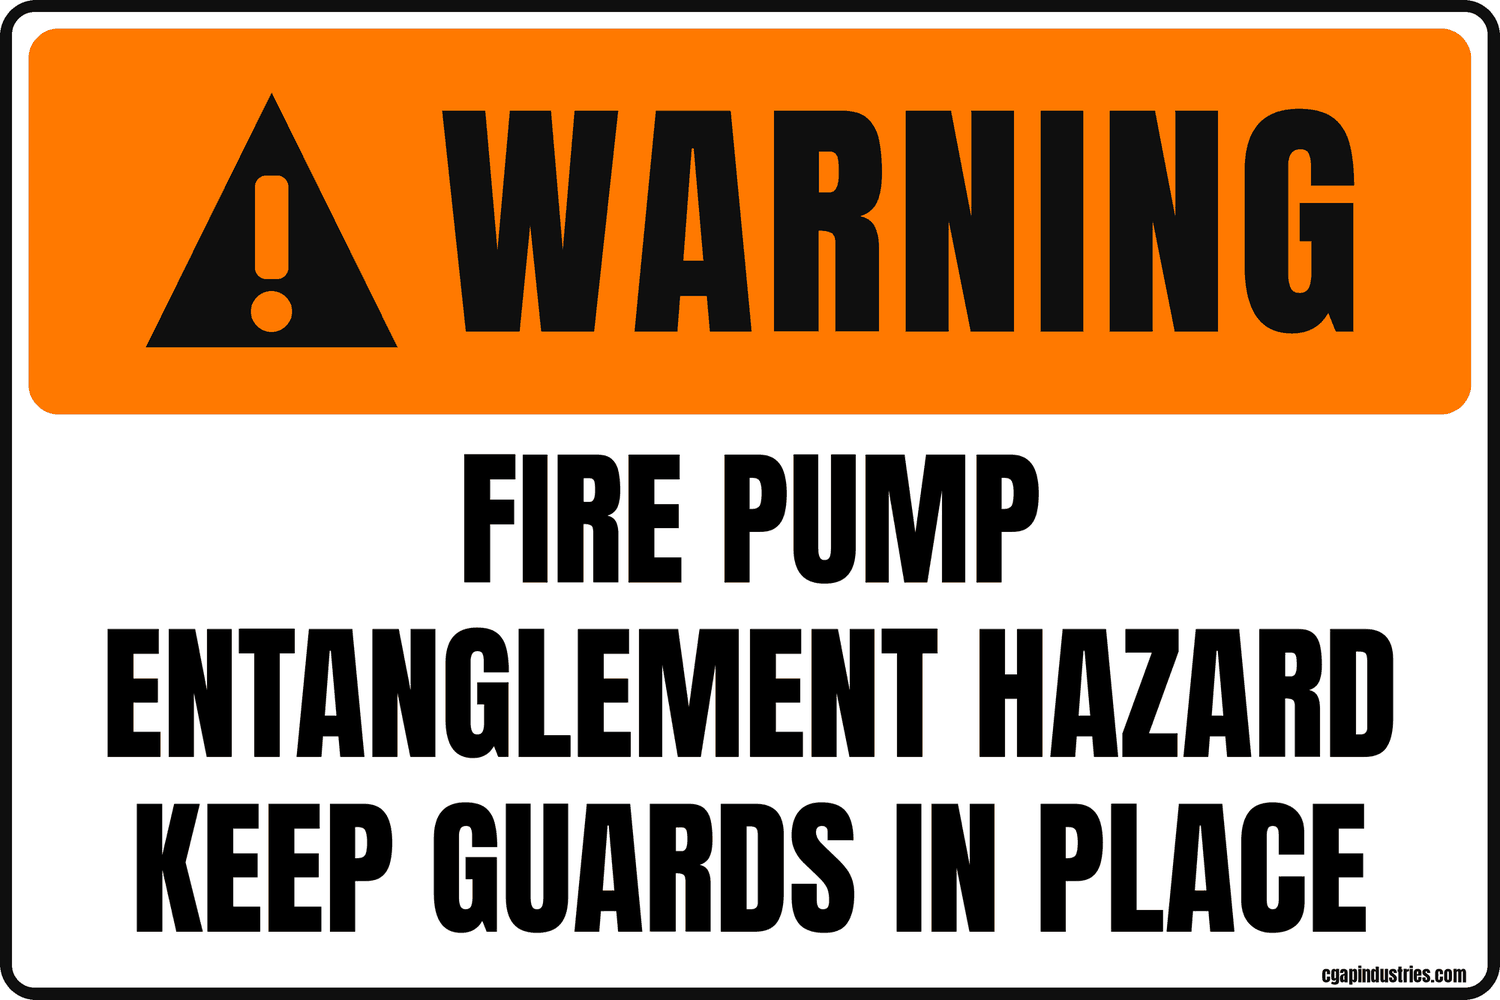 WARNING
FIRE PUMP
ENTANGLEMENT HAZARD
KEEP GUARDS IN PLACE
cgapindustries.com